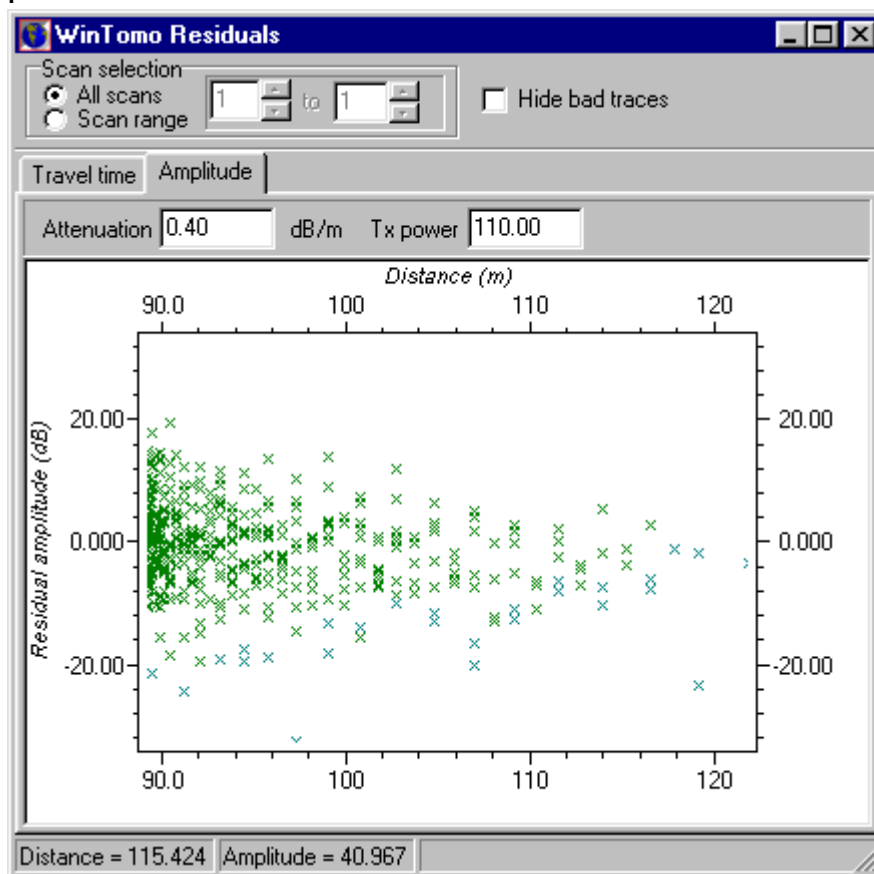 WinTomo Residuals
Scan selection
All scans
Scan range
1 to 1
Hide bad traces
Travel time Amplitude
Attenuation 0.40 dB/m Tx power 110.00
Distance (m)
90.0 100 110 120
20.00 20.00
Residual amplitude (dB)
0.000 0.000
-20.00 -20.00
90.0 100 110 120
Distance = 115.424 Amplitude = 40.967